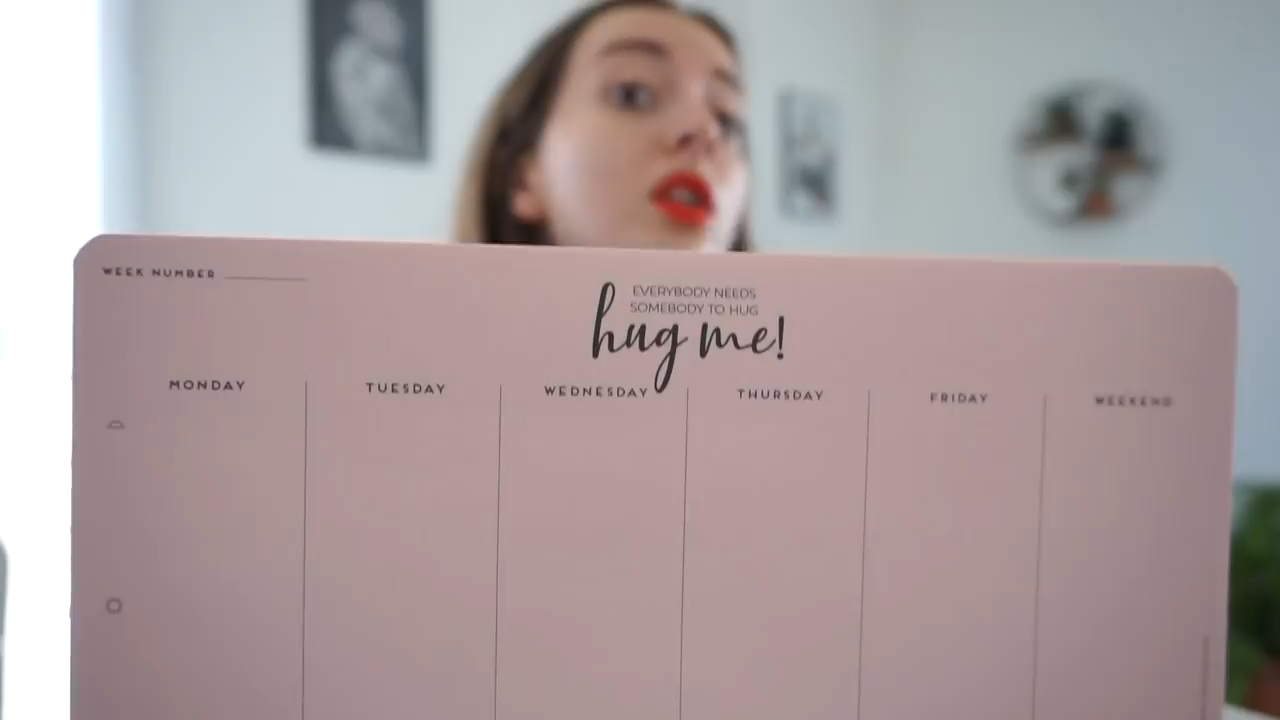 WEEK NUMBER
EVERYBODY NEEDS
SOMEBODY TO HUG
hug me!
MONDAY TUESDAY WEDNESDAY THURSDAY FRIDAY WEEKEND